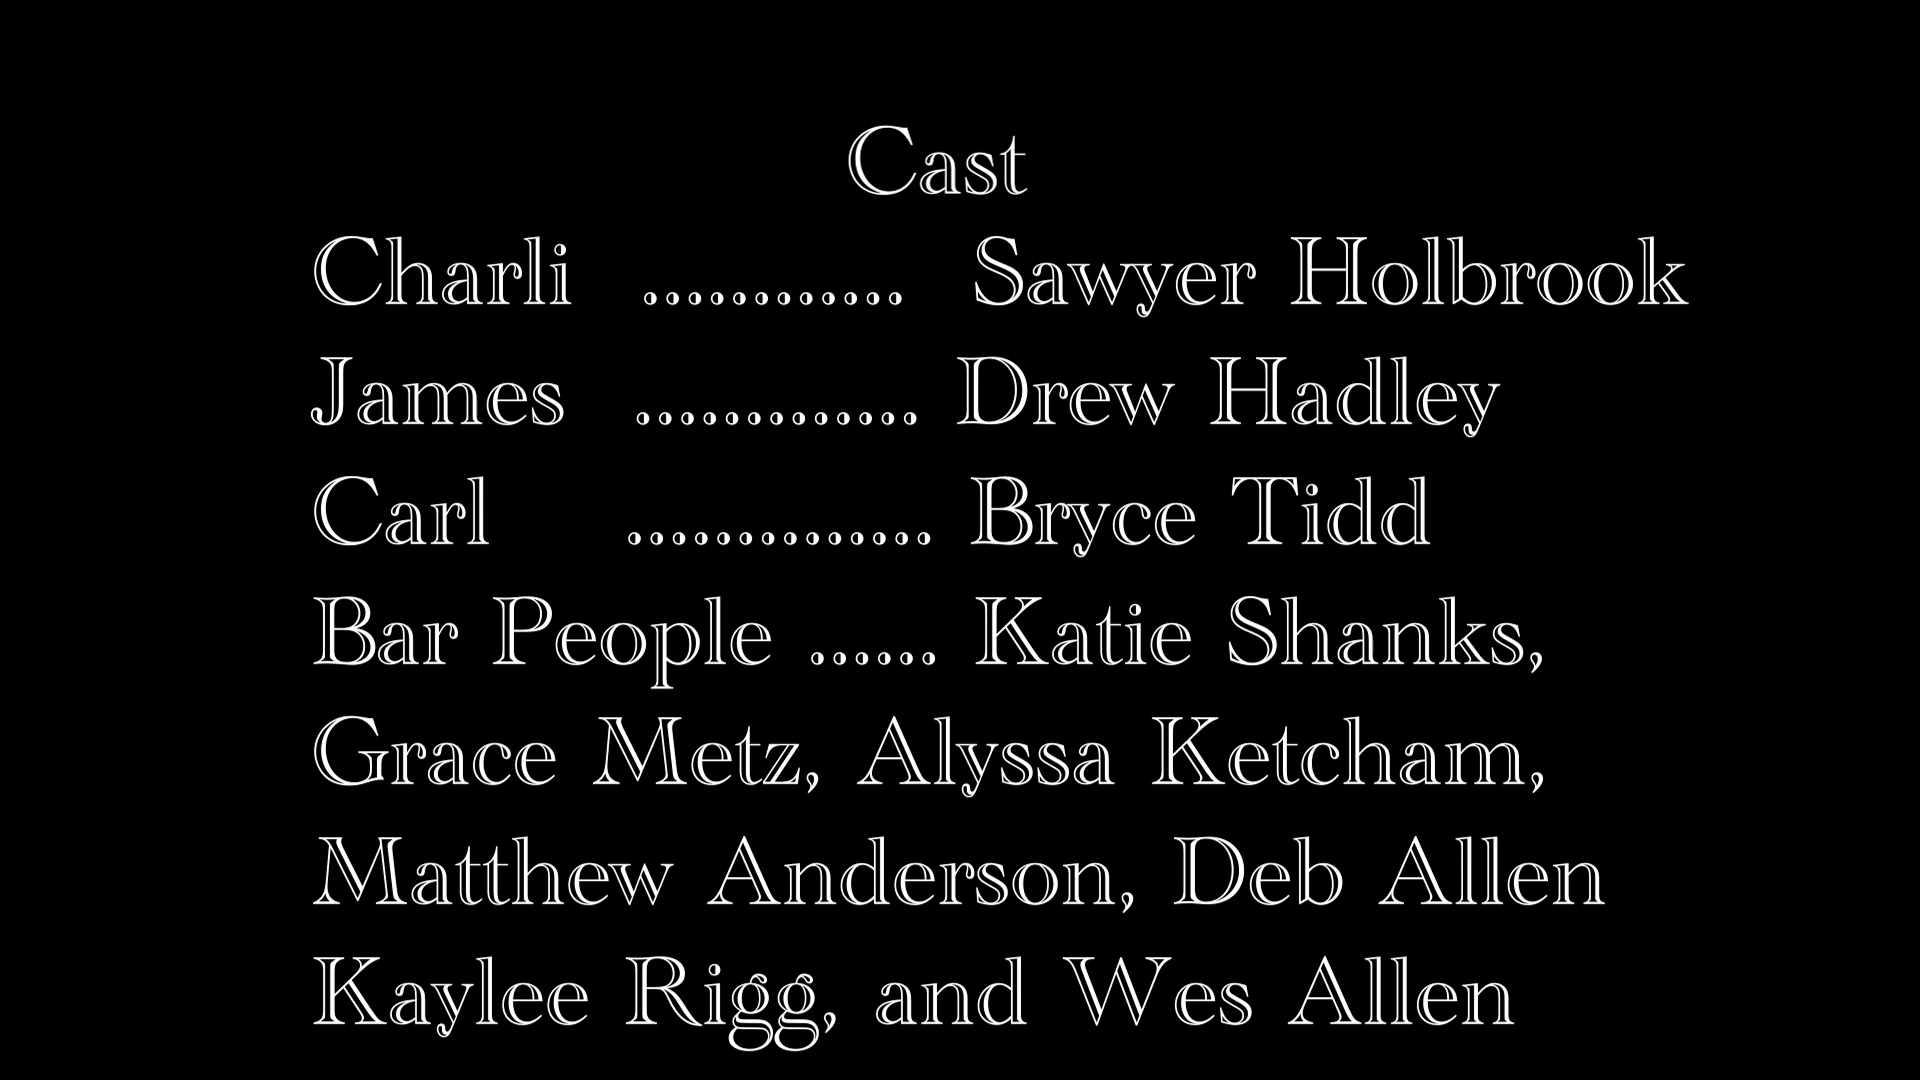 Cast
Charli ............ Sawyer Holbrook
James ............. Drew Hadley
Carl .............. Bryce Tidd
Bar People ...... Katie Shanks,
Grace Metz, Alyssa Ketcham,
Matthew Anderson, Deb Allen
Kaylee Rigg, and Wes Allen